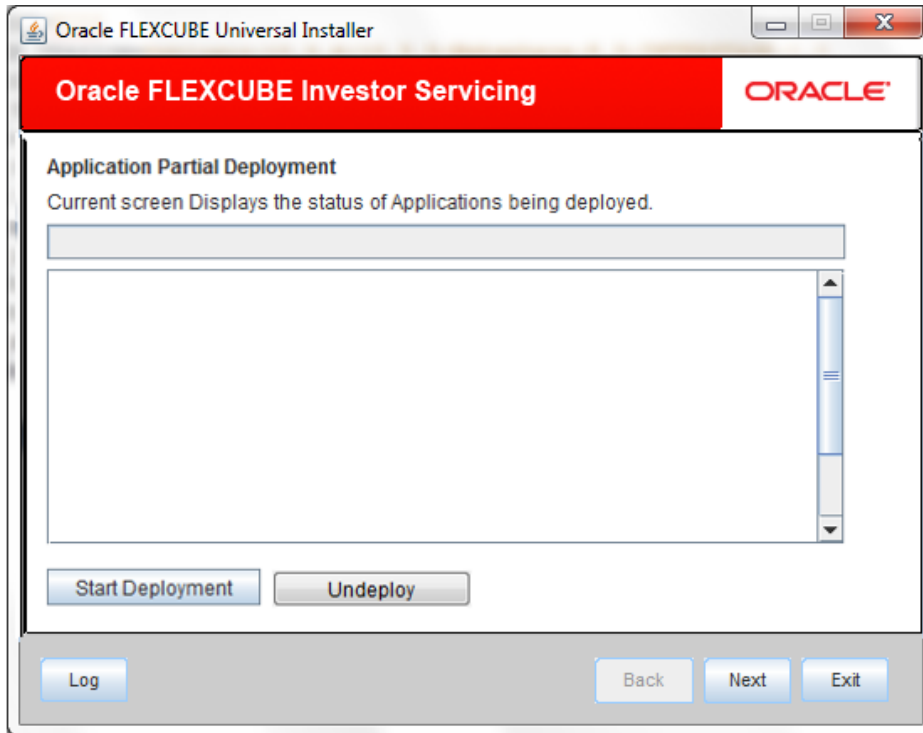 Oracle FLEXCUBE Universal Installer
Oracle FLEXCUBE Investor Servicing
ORACLE
Application Partial Deployment
Current screen Displays the status of Applications being deployed.
Start Deployment
Undeploy
Log
Back
Next
Exit